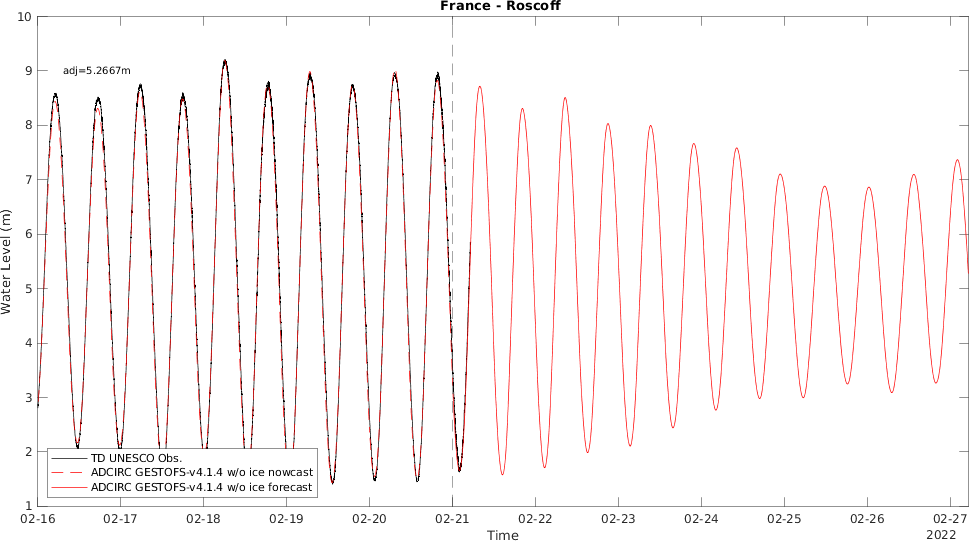 France - Roscoff
10
9
8
7
6
5
4
3
2
1
Water Level (m)
adj=5.2667m
TD UNESCO Obs.
ADCIRC GESTOFS-v4.1.4 w/o ice nowcast
ADCIRC GESTOFS-v4.1.4 w/o ice forecast
02-16 02-17 02-18 02-19 02-20 02-21 02-22 02-23 02-24 02-25 02-26 02-27
Time
2022